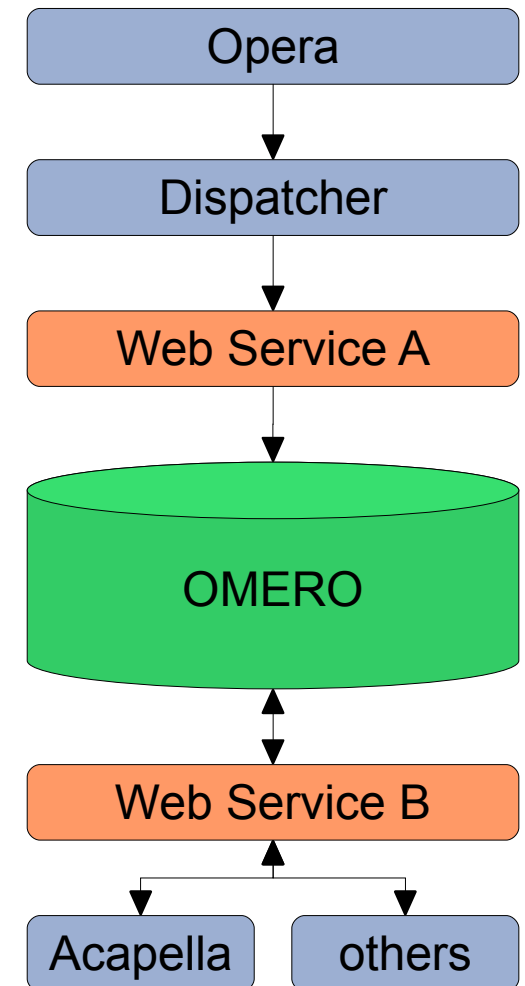 Opera
Dispatcher
Web Service A
OMERO
Web Service B
Acapella
others